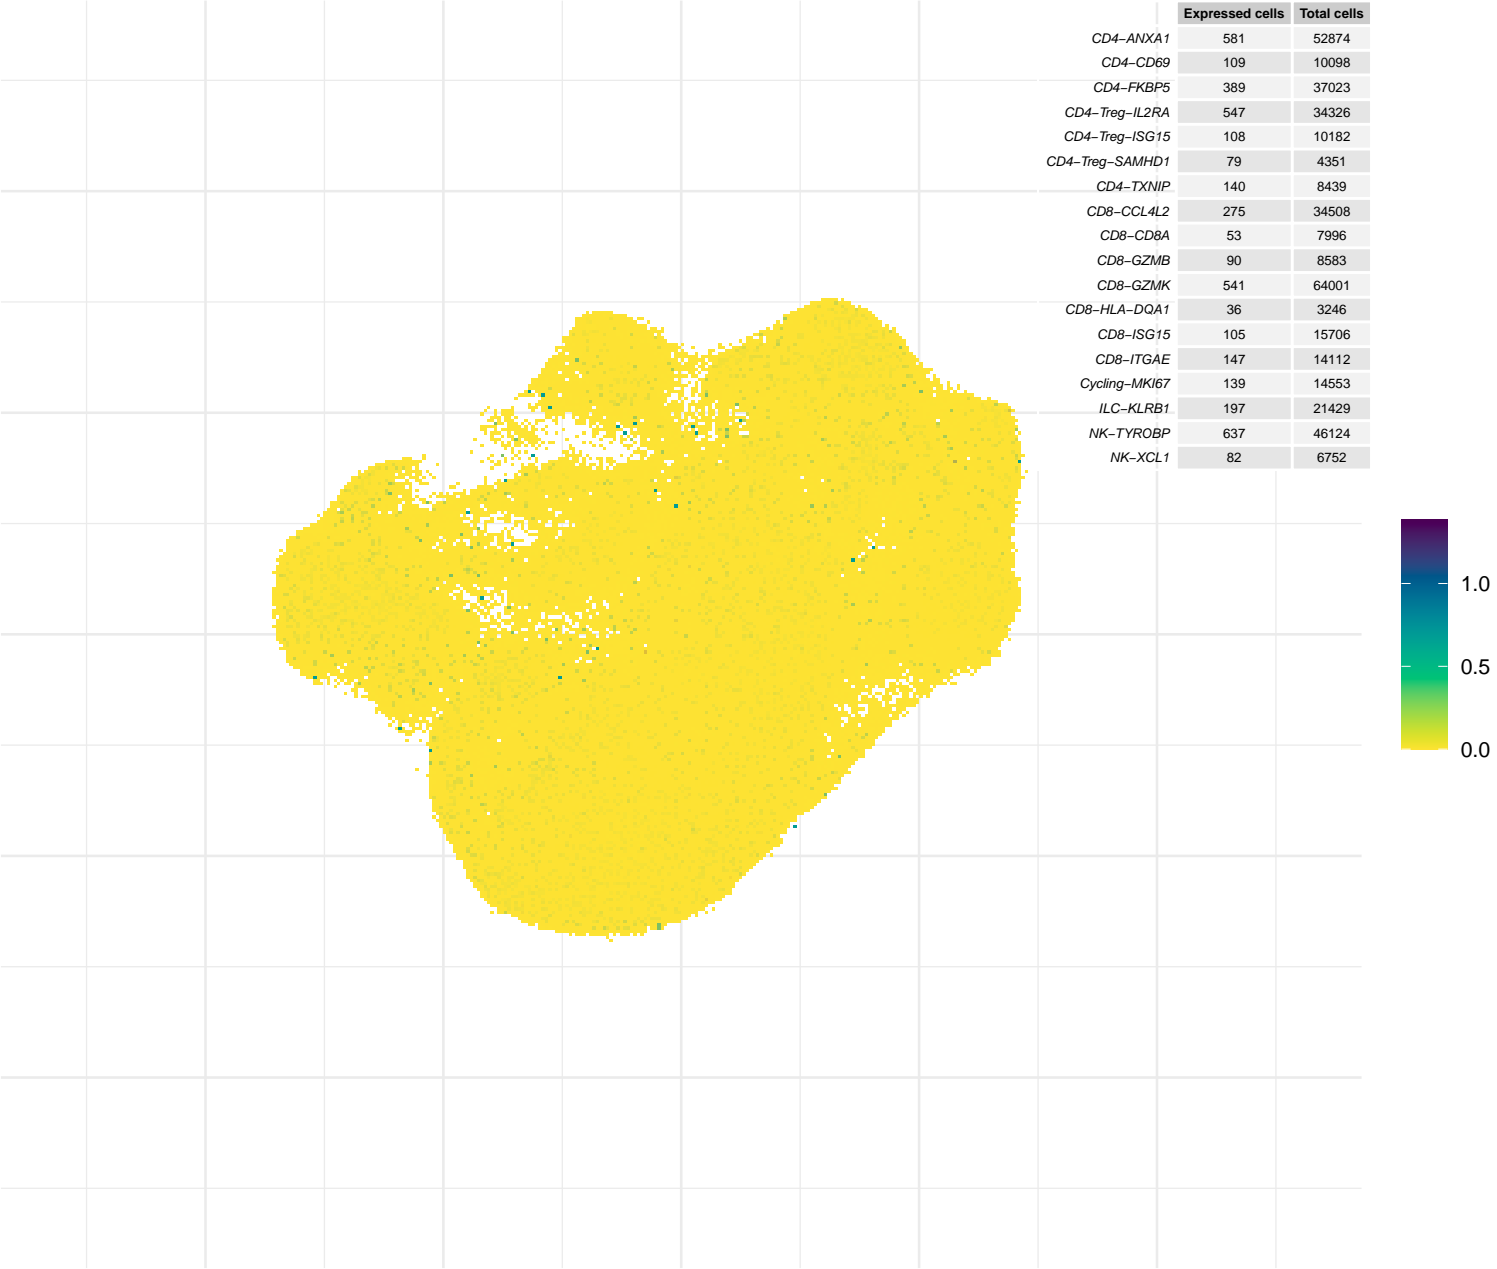 Expressed cells Total cells
CD4−ANXA1 581 52874
CD4−CD69 109 10098
CD4−FKBP5 389 37023
CD4−Treg−IL2RA 547 34326
CD4−Treg−ISG15 108 10182
CD4−Treg−SAMHD1 79 4351
CD4−TXNIP 140 8439
CD8−CCL4L2 275 34508
CD8−CD8A 53 7996
CD8−GZMB 90 8583
CD8−GZMK 541 64001
CD8−HLA−DQA1 36 3246
CD8−ISG15 105 15706
CD8−ITGAE 147 14112
Cycling−MKI67 139 14553
ILC−KLRB1 197 21429
NK−TYROBP 637 46124
NK−XCL1 82 6752
1.0
0.5
0.0